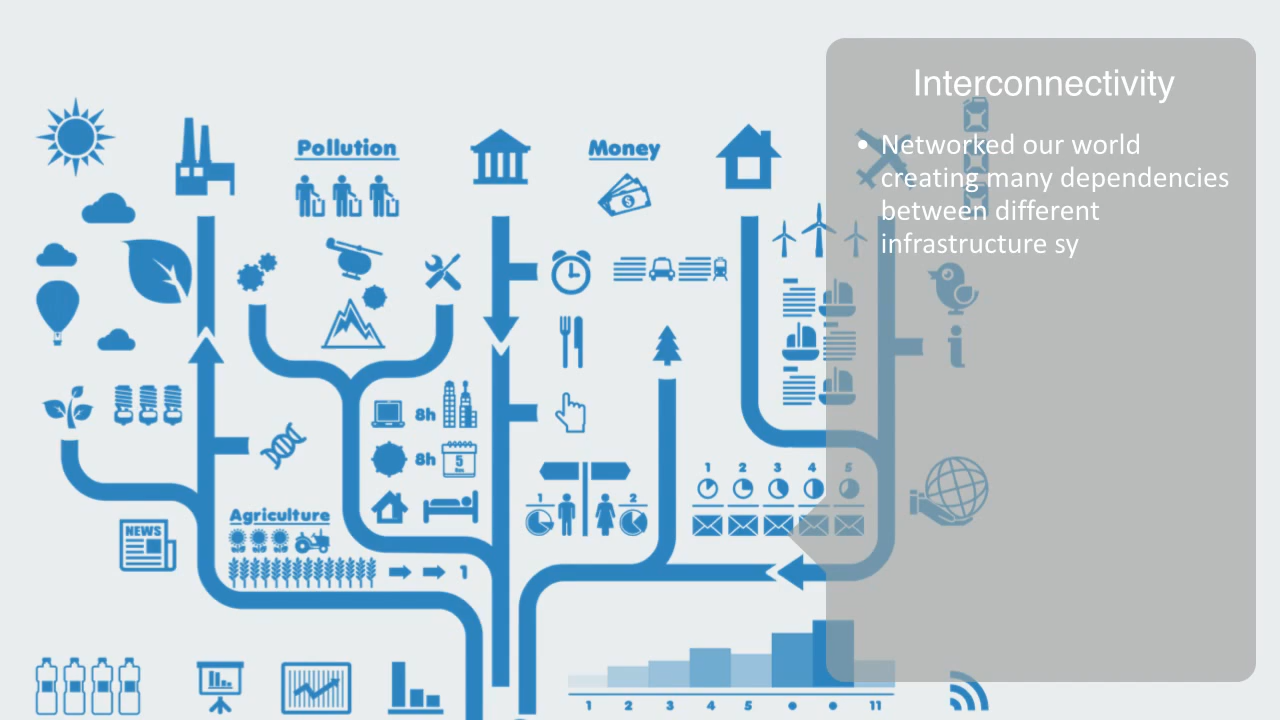 Interconnectivity
• Networked our world
creating many dependencies
between different
infrastructure sy
Pollution
Money
8h
8h
5
1
2
1 2 3 4 5
NEWS
Agriculture
1
1 2 3 4 5 • • 11